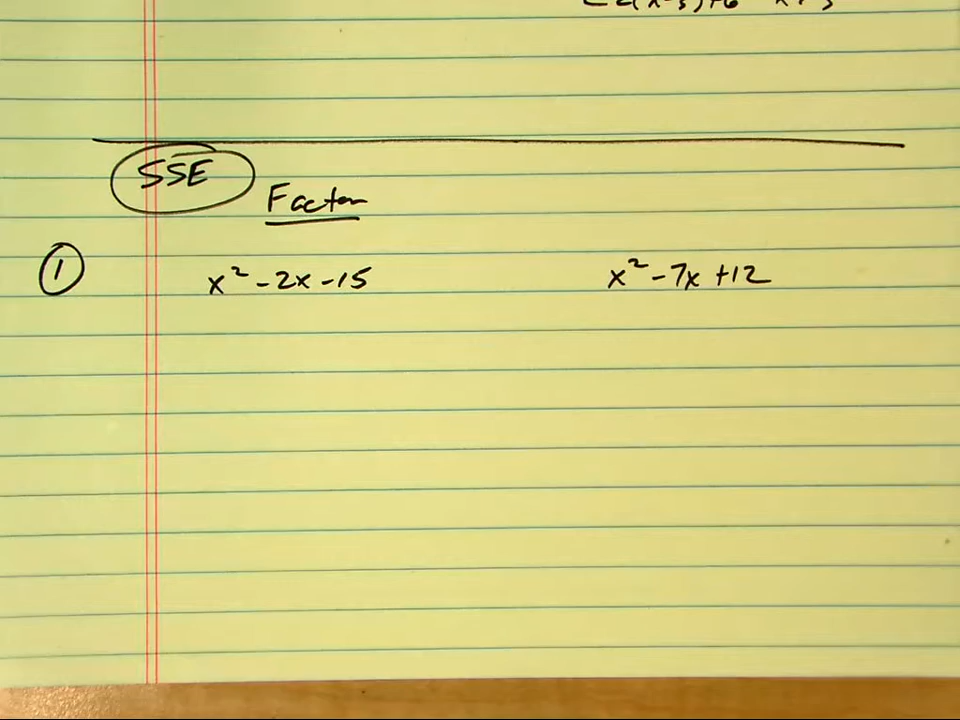 SSE
Factor
① x² - 2x - 15 x² - 7x + 12